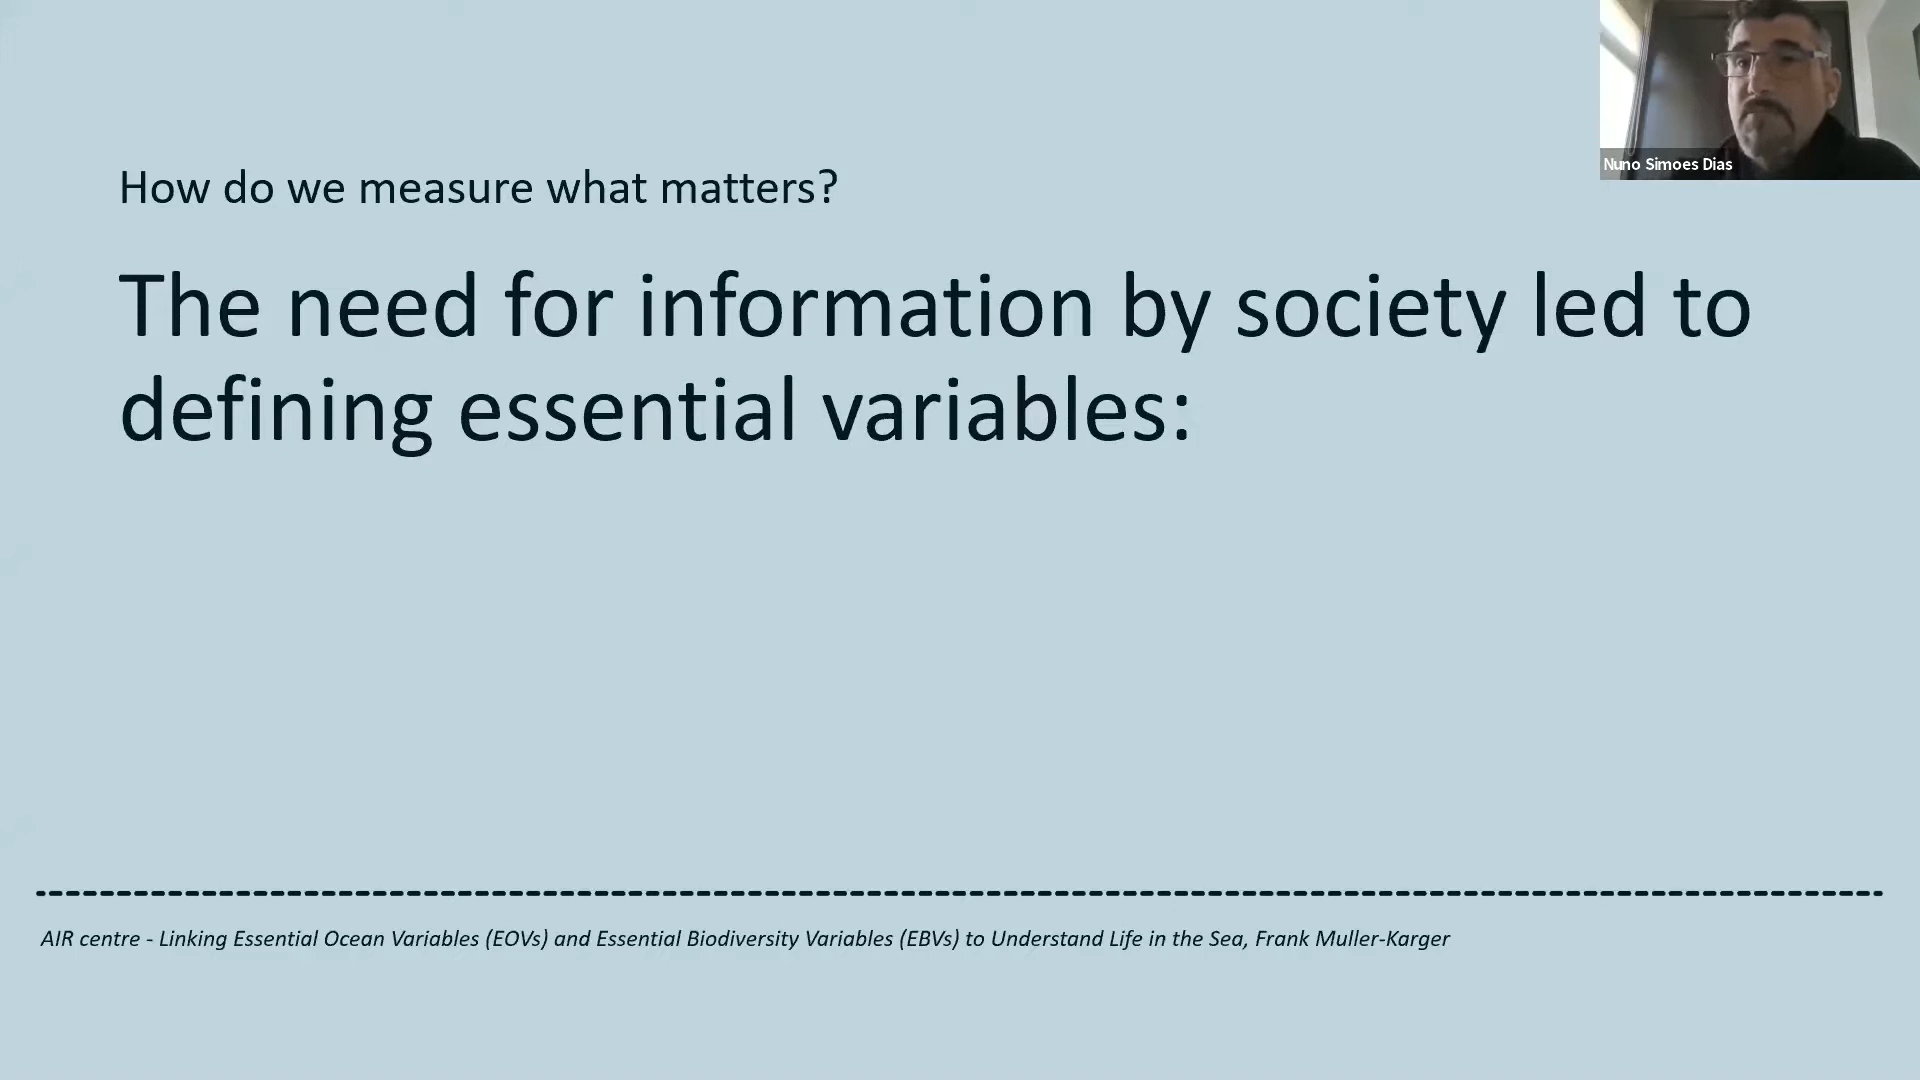 Nuno Simoes Dias
How do we measure what matters?
The need for information by society led to
defining essential variables:
AIR centre - Linking Essential Ocean Variables (EOVs) and Essential Biodiversity Variables (EBVs) to Understand Life in the Sea, Frank Muller-Karger